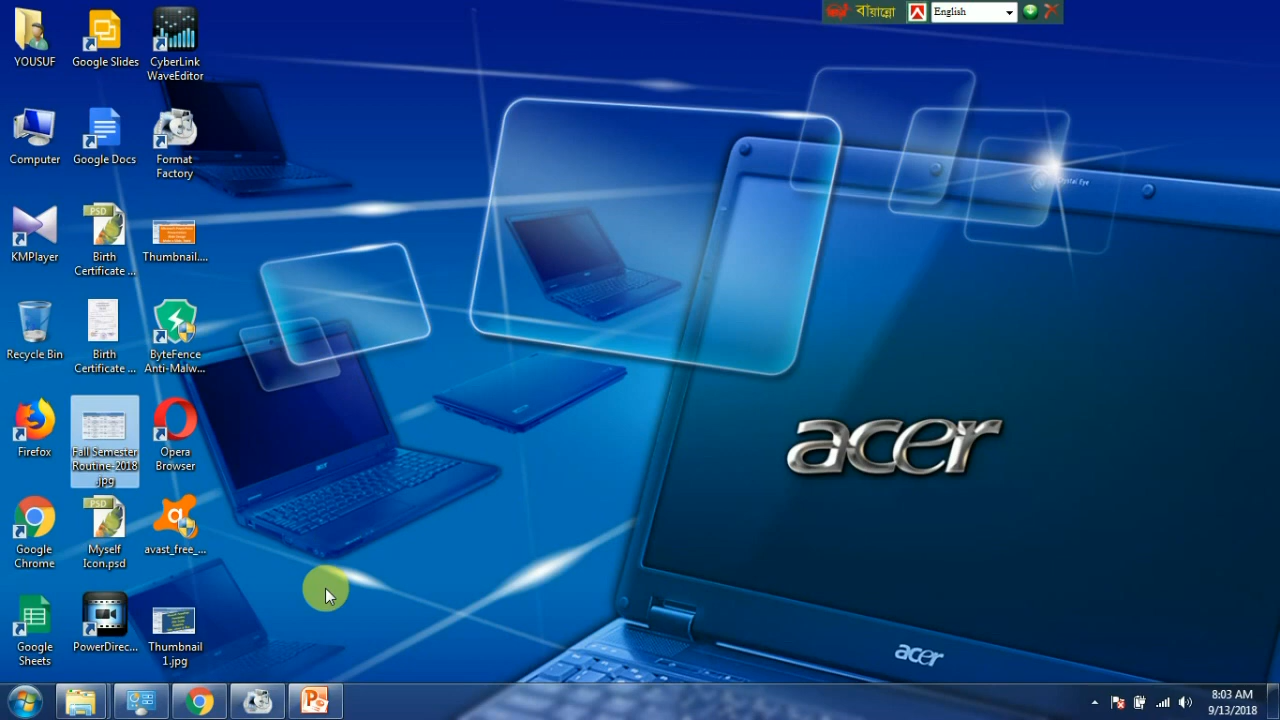 YOUSUF
Google Slides
CyberLink
WaveEditor
Computer
Google Docs
Format
Factory
KMPlayer
PSD
Birth
Certificate ...
Thumbnail....
Recycle Bin
Birth
Certificate ...
ByteFence
Anti-Malw...
Firefox
Fall Semester
Routine-2018
.jpg
Opera
Browser
Google
Chrome
PSD
Myself
Icon.psd
avast_free_...
Google
Sheets
PowerDirec...
Thumbnail
1.jpg
বায়ান্নো
English
acer
acer
8:03 AM
9/13/2018